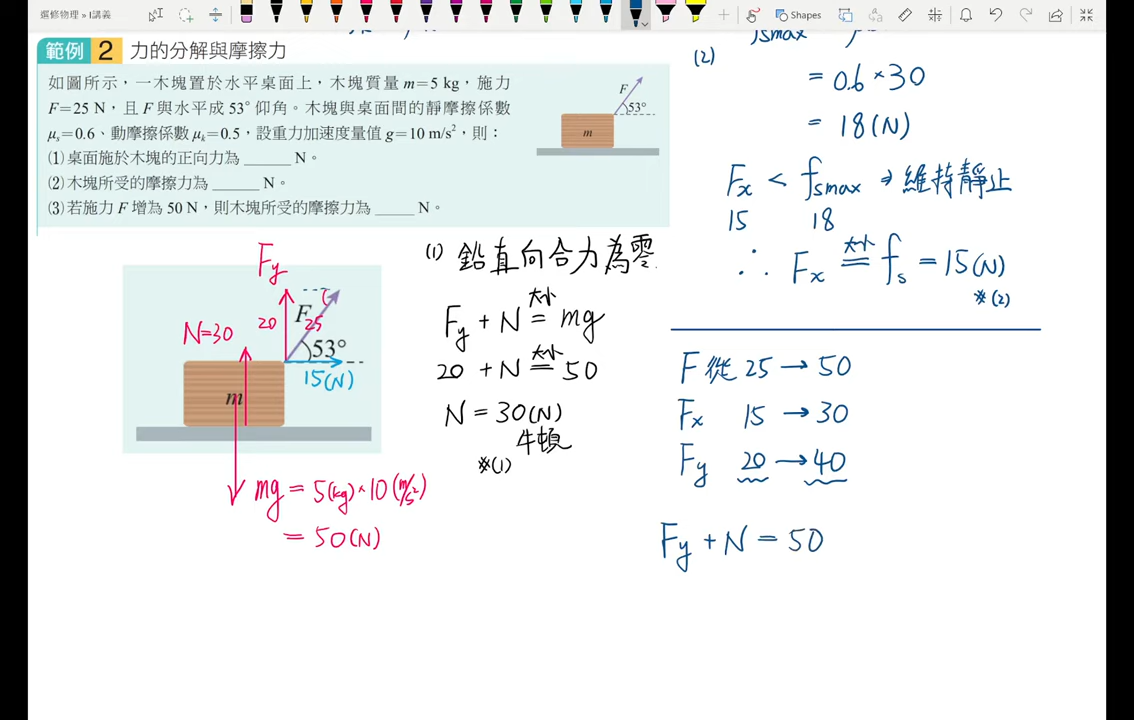 選修物理-I講義
Shapes
範例 2 力的分解與摩擦力
如圖所示，一木塊置於水平桌面上，木塊質量 m=5 kg，施力
F=25 N，且 F 與水平成 53° 仰角。木塊與桌面間的靜摩擦係數
μs=0.6、動摩擦係數 μk=0.5，設重力加速度量值 g=10 m/s²，則：
(1)桌面施於木塊的正向力為 ______ N。
(2)木塊所受的摩擦力為 ______ N。
(3)若施力 F 增為 50 N，則木塊所受的摩擦力為 _____ N。
F
53°
m
Fy
N=30
20
F
25
53°
15(N)
m
mg = 5(kg)×10(m/s²)
= 50(N)
(1) 鉛直向合力為零
Fy + N 大小= mg
20 + N 大小= 50
N = 30(N)
牛頓
※(1)
(2)
fsmax
= 0.6×30
= 18(N)
Fx < fsmax → 維持靜止
15 18
∴ Fx 大小= fs = 15(N)
※(2)
F 從 25 → 50
Fx 15 → 30
Fy 20 → 40
Fy + N = 50